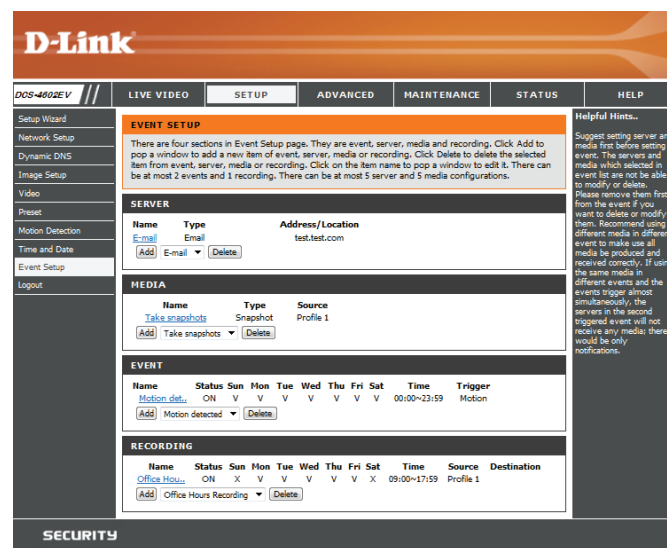 D-Link
DCS-4602EV // LIVE VIDEO SETUP ADVANCED MAINTENANCE STATUS HELP
Setup Wizard
Network Setup
Dynamic DNS
Image Setup
Video
Preset
Motion Detection
Time and Date
Event Setup
Logout
EVENT SETUP
There are four sections in Event Setup page. They are event, server, media and recording. Click Add to
pop a window to add a new item of event, server, media or recording. Click Delete to delete the selected
item from event, server, media or recording. Click on the item name to pop a window to edit it. There can
be at most 2 events and 1 recording. There can be at most 5 server and 5 media configurations.
SERVER
Name Type Address/Location
E-mail Email test.test.com
Add E-mail Delete
MEDIA
Name Type Source
Take snapshots Snapshot Profile 1
Add Take snapshots Delete
EVENT
Name Status Sun Mon Tue Wed Thu Fri Sat Time Trigger
Motion det.. ON V V V V V V V 00:00~23:59 Motion
Add Motion detected Delete
RECORDING
Name Status Sun Mon Tue Wed Thu Fri Sat Time Source Destination
Office Hou.. ON X V V V V V X 09:00~17:59 Profile 1
Add Office Hours Recording Delete
Helpful Hints..
Suggest setting server an
media first before setting
event. The servers and
media which selected in
event list are not be able
to modify or delete.
Please remove them first
from the event if you
want to delete or modify
them. Recommend using
different media in differen
event to make use all
media be produced and
received correctly. If usin
the same media in
different events and the
events trigger almost
simultaneously, the
servers in the second
triggered event will not
receive any media; there
would be only
notifications.
SECURITY